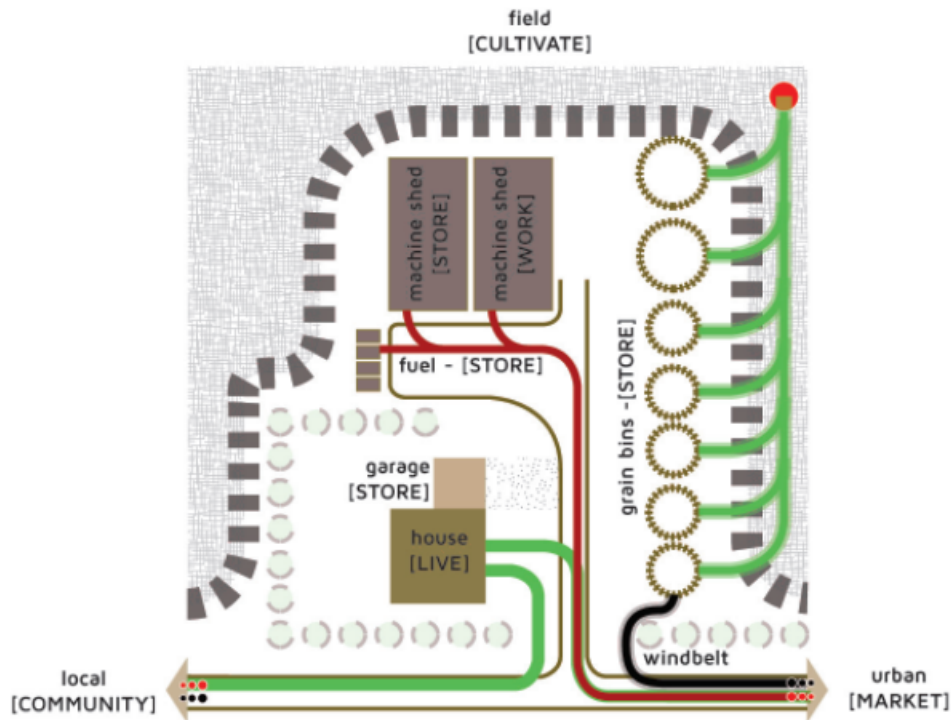 field
[CULTIVATE]
machine shed
[STORE]
machine shed
[WORK]
fuel - [STORE]
grain bins -[STORE]
garage
[STORE]
house
[LIVE]
windbelt
local
[COMMUNITY]
urban
[MARKET]